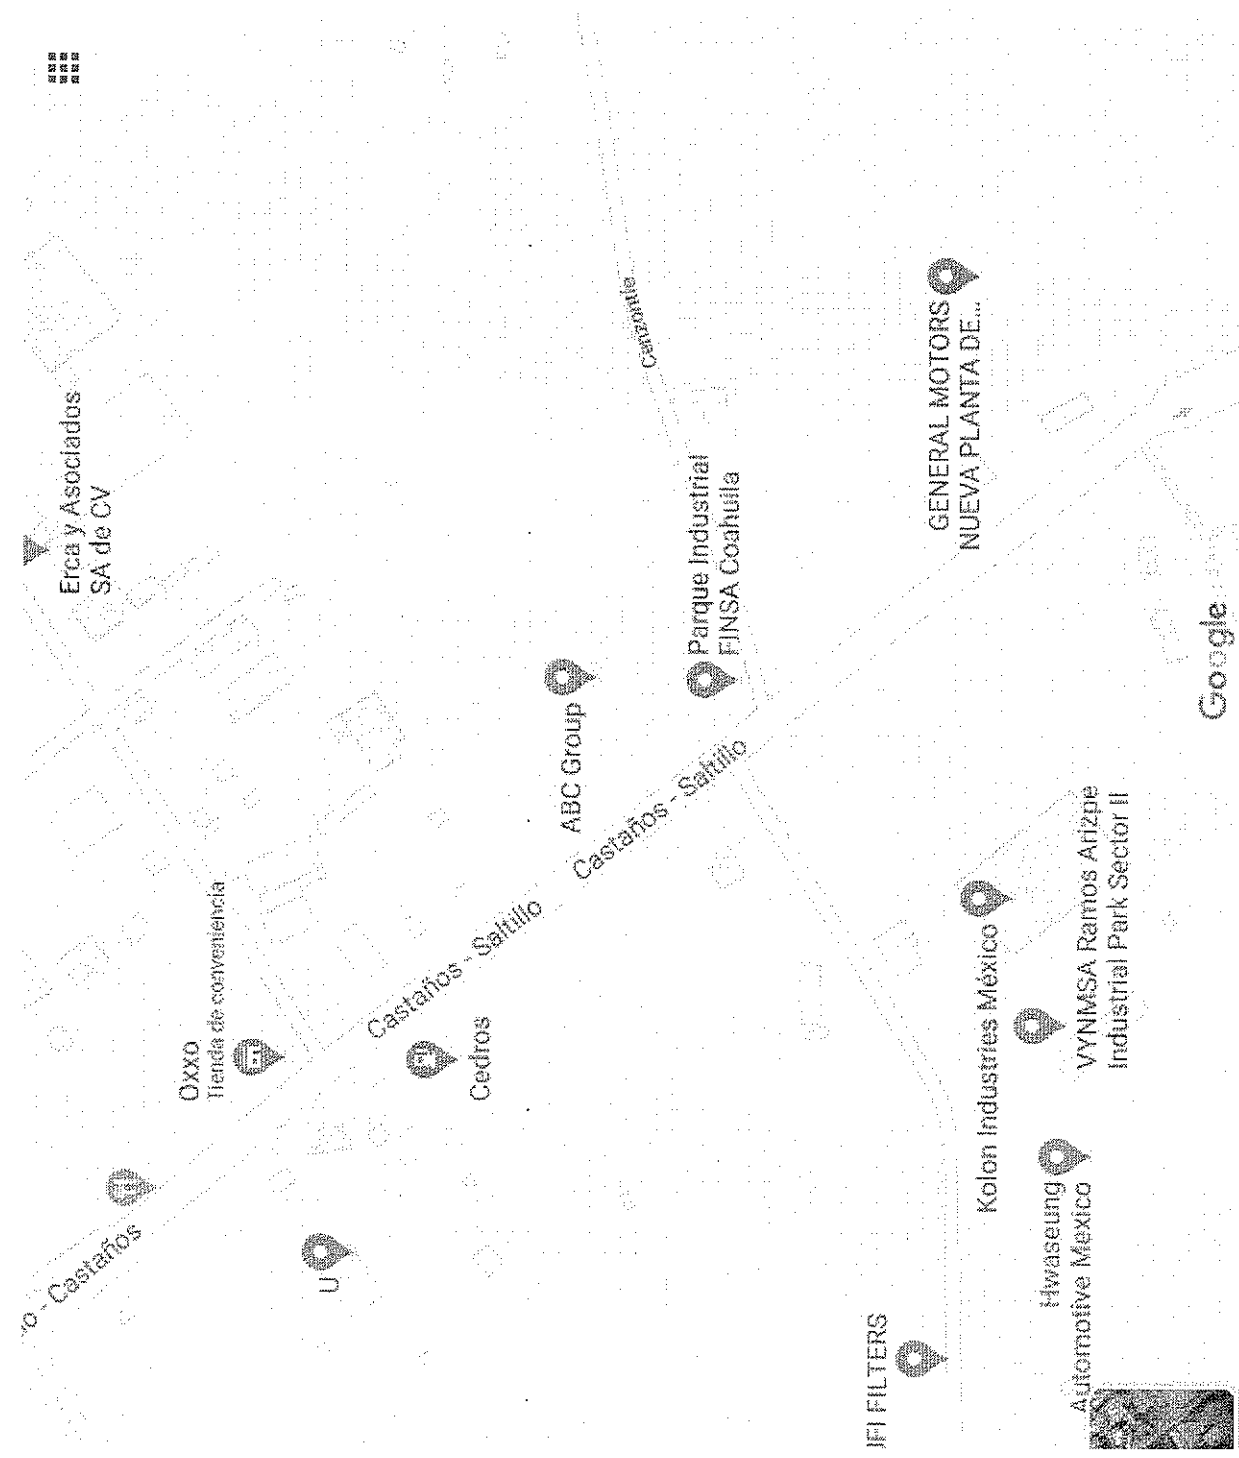 Erca y Asociados
SA de CV
Oxxo
Tienda de conveniencia
o - Castaños
U
Castaños - Saltillo
Cedros
ABC Group
Castaños - Saltillo
Parque Industrial
FINSA Coahuila
GENERAL MOTORS
NUEVA PLANTA DE...
Kolon Industries México
VYNMSA Ramos Arizpe
Industrial Park Sector II
Hwaseung
Automotive Mexico
FILTERS
Google